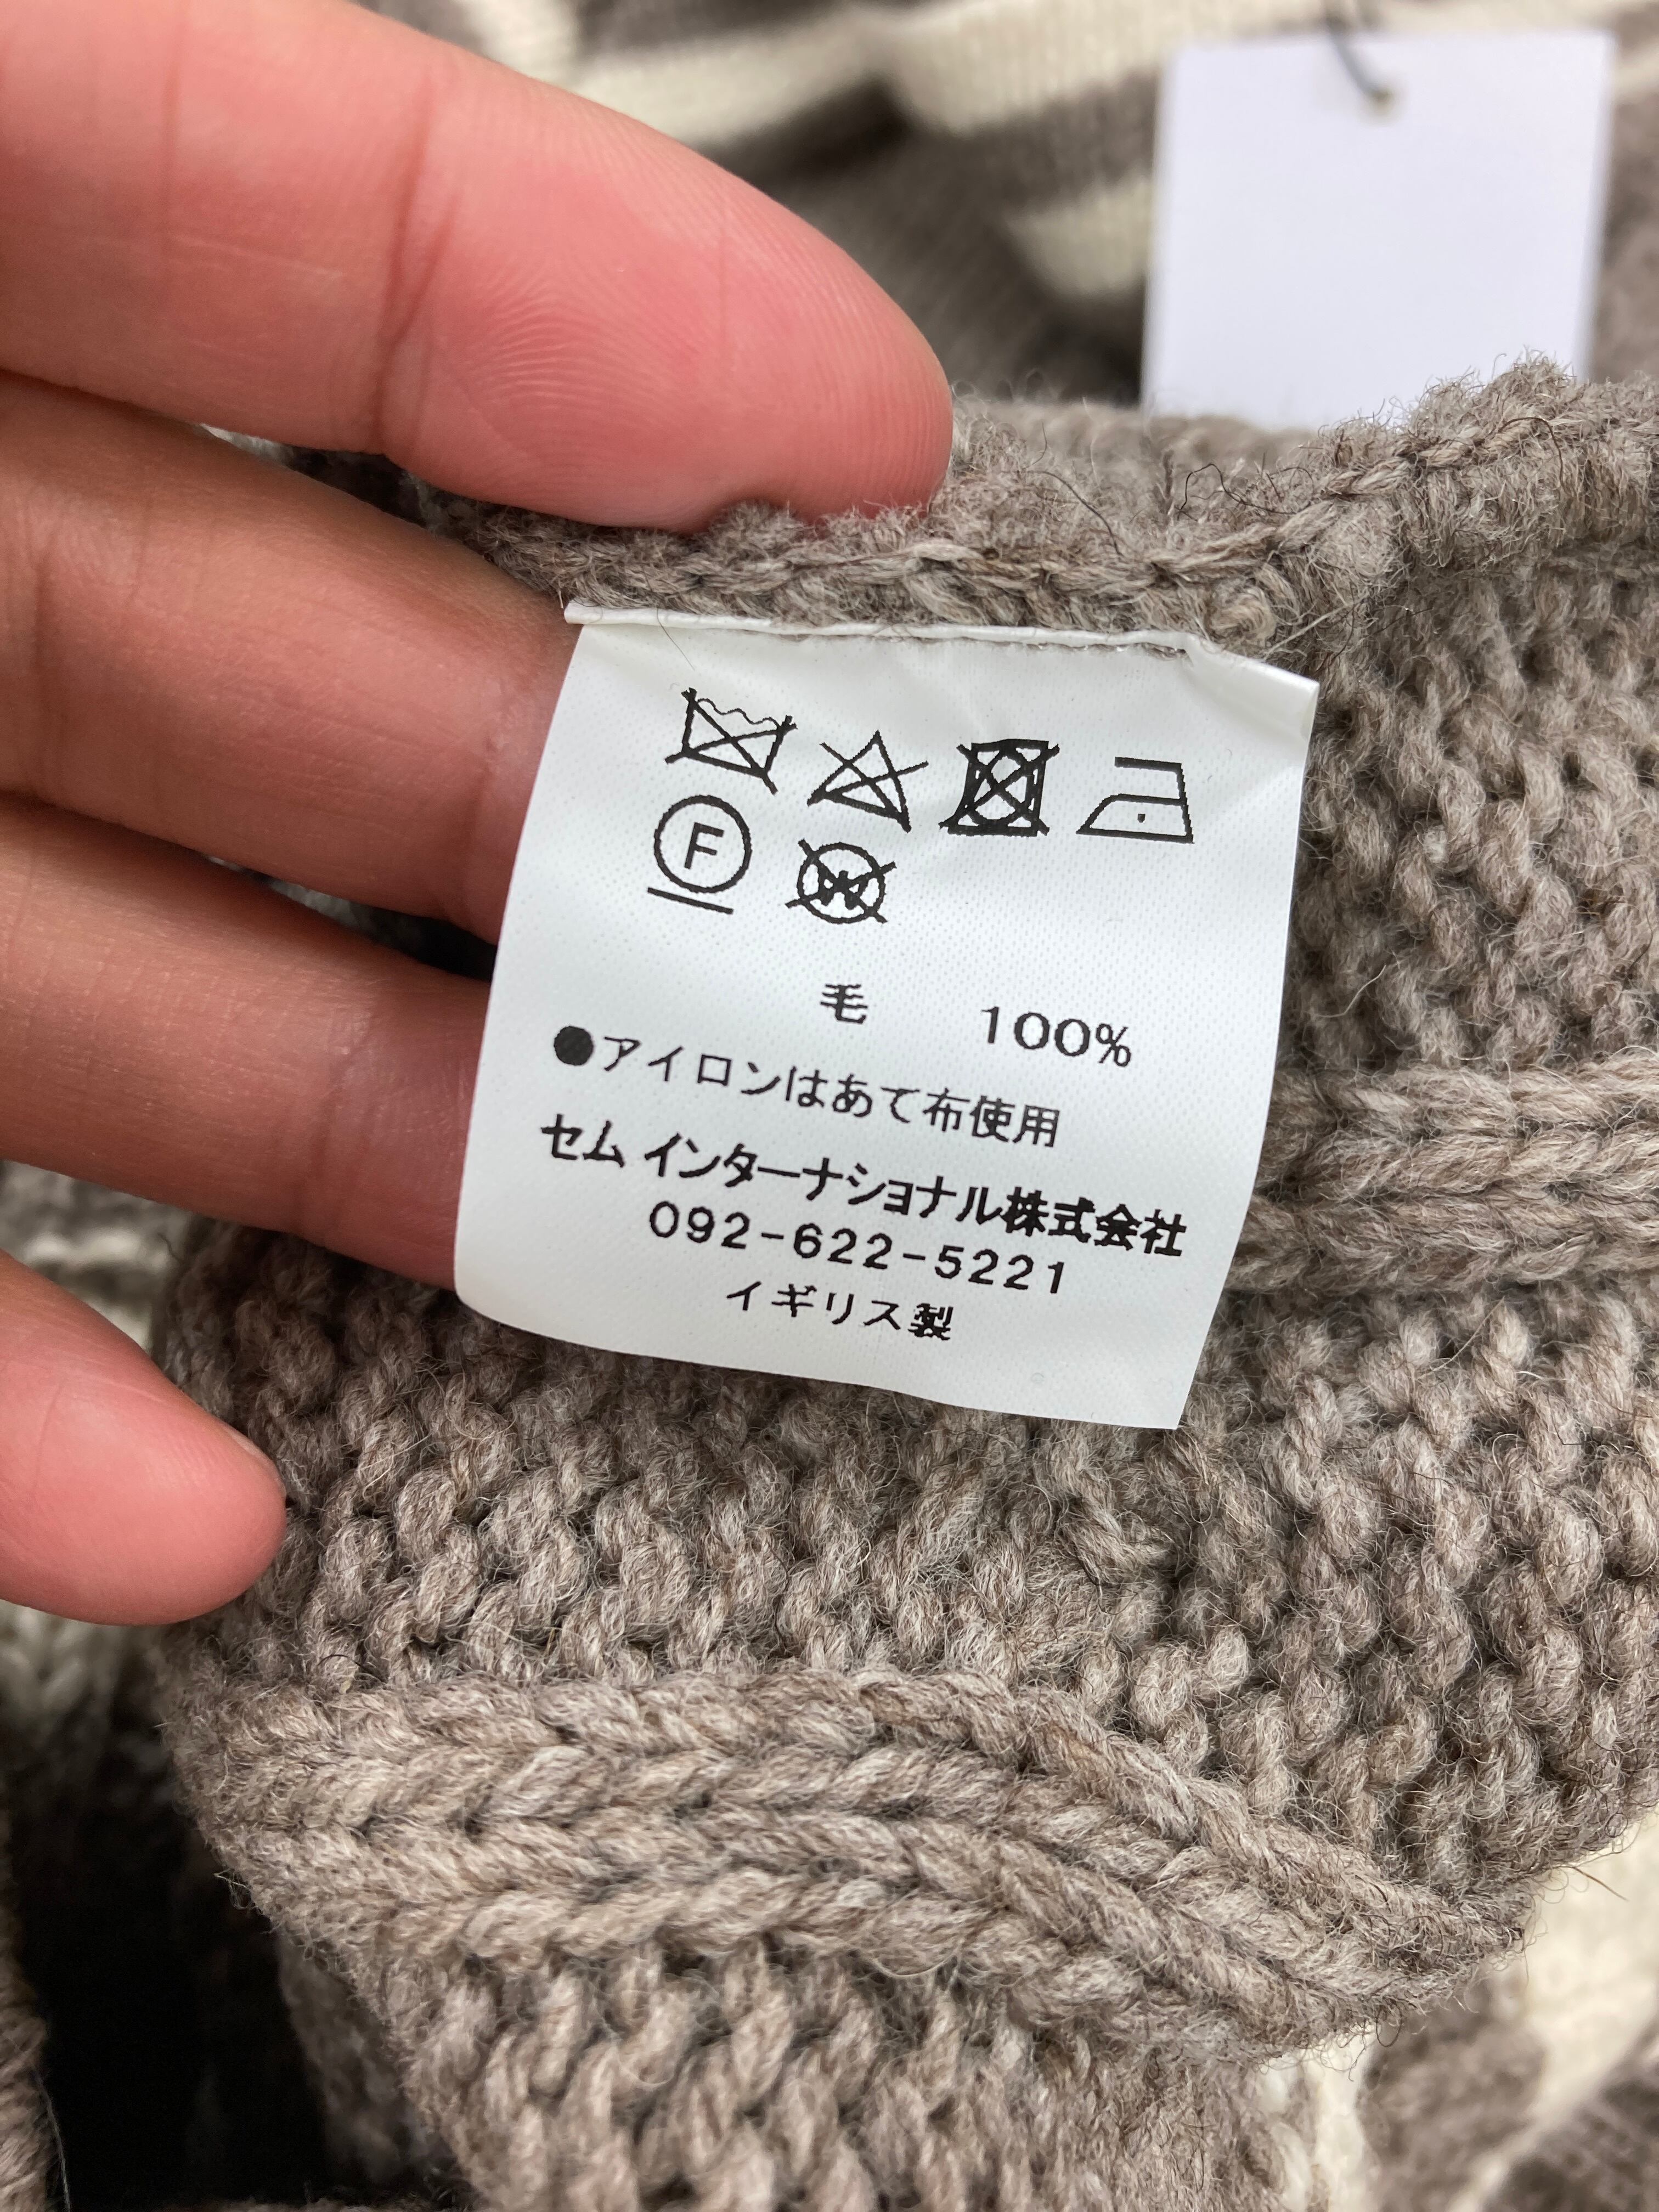 F W
毛 100%
●アイロンはあて布使用
セム インターナショナル株式会社
092-622-5221
イギリス製